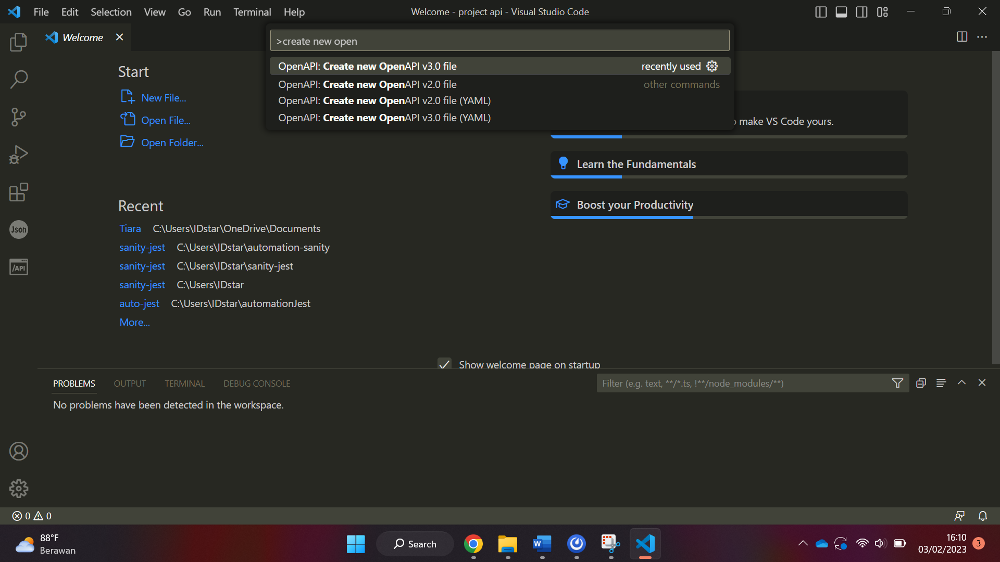 File Edit Selection View Go Run Terminal Help
Welcome - project api - Visual Studio Code
Welcome
>create new open
OpenAPI: Create new OpenAPI v3.0 file recently used
OpenAPI: Create new OpenAPI v2.0 file other commands
OpenAPI: Create new OpenAPI v2.0 file (YAML)
OpenAPI: Create new OpenAPI v3.0 file (YAML)
Start
New File...
Open File...
Open Folder...
make VS Code yours.
Learn the Fundamentals
Boost your Productivity
Recent
Tiara C:\Users\IDstar\OneDrive\Documents
sanity-jest C:\Users\IDstar\automation-sanity
sanity-jest C:\Users\IDstar\sanity-jest
sanity-jest C:\Users\IDstar
auto-jest C:\Users\IDstar\automationJest
More...
Json
/API
Show welcome page on startup
PROBLEMS OUTPUT TERMINAL DEBUG CONSOLE
Filter (e.g. text, **/*.ts, !**/node_modules/**)
No problems have been detected in the workspace.
0 0
88°F
Berawan
Search
W
16:10
03/02/2023
3